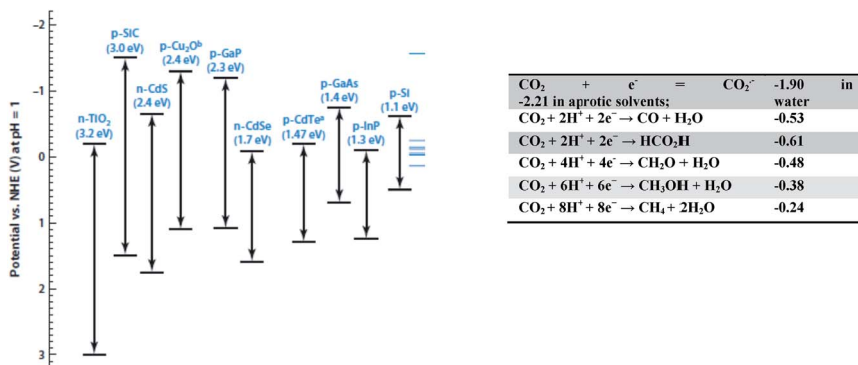 Potential vs. NHE (V) at pH = 1
−2
−1
0
1
2
3
n-TiO₂
(3.2 eV)
p-SiC
(3.0 eV)
n-CdS
(2.4 eV)
p-Cu₂Oᵇ
(2.4 eV)
p-GaP
(2.3 eV)
n-CdSe
(1.7 eV)
p-CdTeᵃ
(1.47 eV)
p-GaAs
(1.4 eV)
p-InP
(1.3 eV)
p-Si
(1.1 eV)
CO₂ + e⁻ = CO₂·⁻ -1.90 in
-2.21 in aprotic solvents; water
CO₂ + 2H⁺ + 2e⁻ → CO + H₂O -0.53
CO₂ + 2H⁺ + 2e⁻ → HCO₂H -0.61
CO₂ + 4H⁺ + 4e⁻ → CH₂O + H₂O -0.48
CO₂ + 6H⁺ + 6e⁻ → CH₃OH + H₂O -0.38
CO₂ + 8H⁺ + 8e⁻ → CH₄ + 2H₂O -0.24